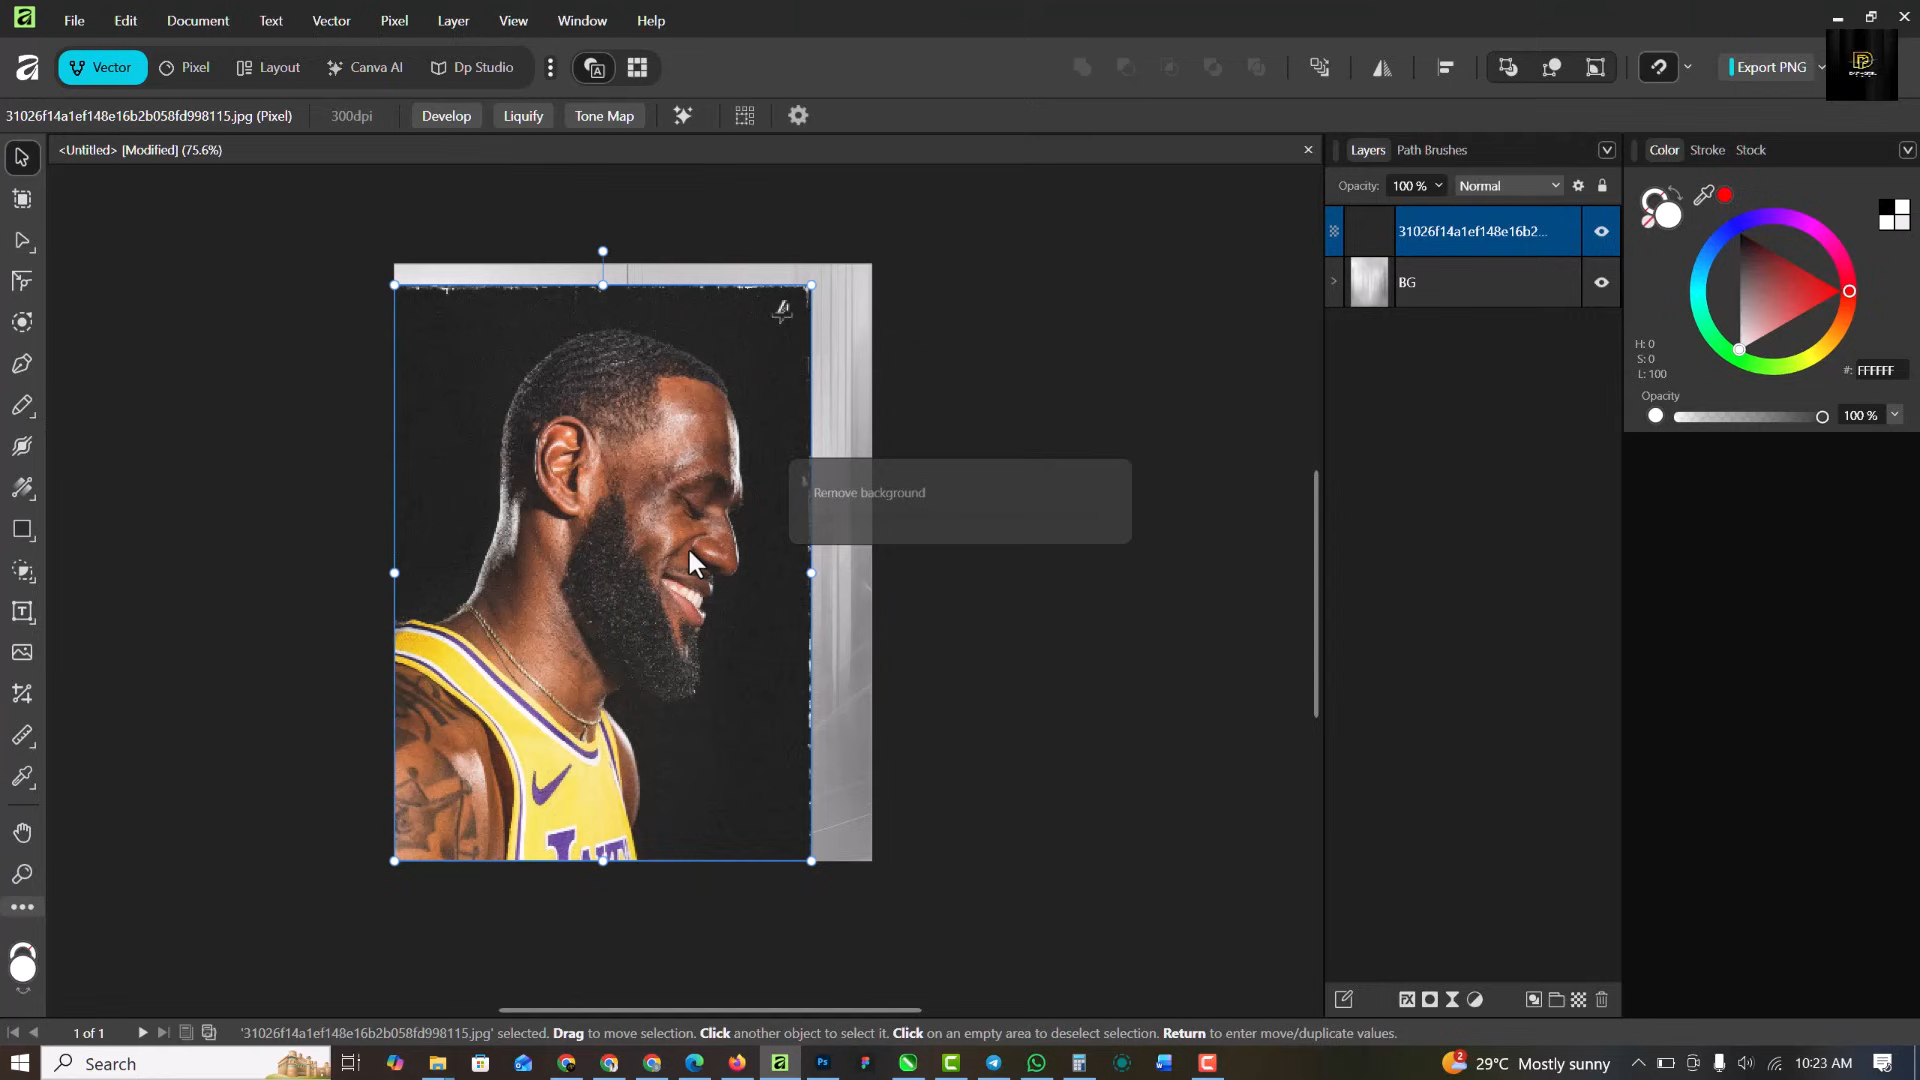 File Edit Document Text Vector Pixel Layer View Window Help
Vector Pixel Layout Canva AI Dp Studio Export PNG
31026f14a1ef148e16b2b058fd998115.jpg (Pixel) 300dpi Develop Liquify Tone Map
<Untitled> [Modified] (75.6%)
Layers Path Brushes
Opacity: 100 % Normal
31026f14a1ef148e16b2...
BG
Color Stroke Stock
H: 0
S: 0
L: 100
#: FFFFFF
Opacity
100 %
Remove background
1 of 1
'31026f14a1ef148e16b2b058fd998115.jpg' selected. Drag to move selection. Click another object to select it. Click on an empty area to deselect selection. Return to enter move/duplicate values.
Search
29°C Mostly sunny
10:23 AM